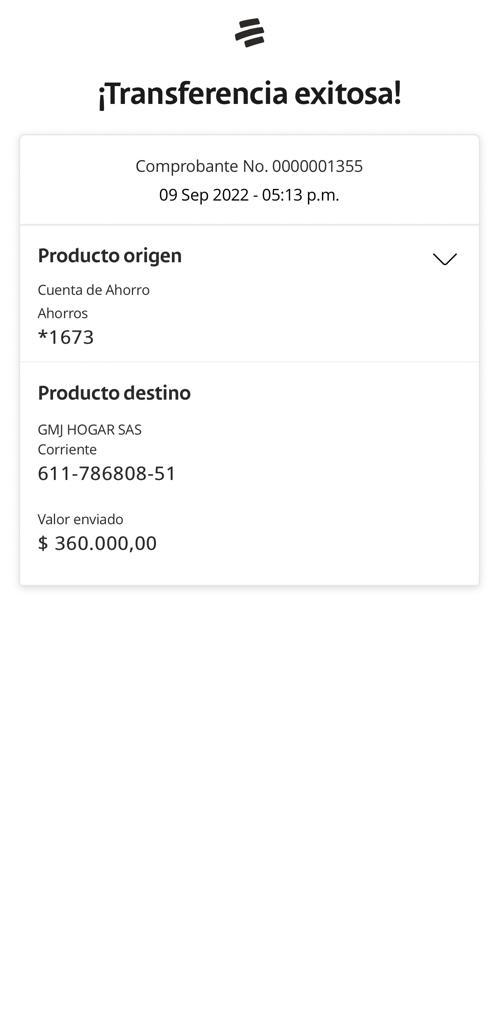 ¡Transferencia exitosa!
Comprobante No. 0000001355
09 Sep 2022 - 05:13 p.m.
Producto origen
Cuenta de Ahorro
Ahorros
*1673
Producto destino
GMJ HOGAR SAS
Corriente
611-786808-51
Valor enviado
$ 360.000,00